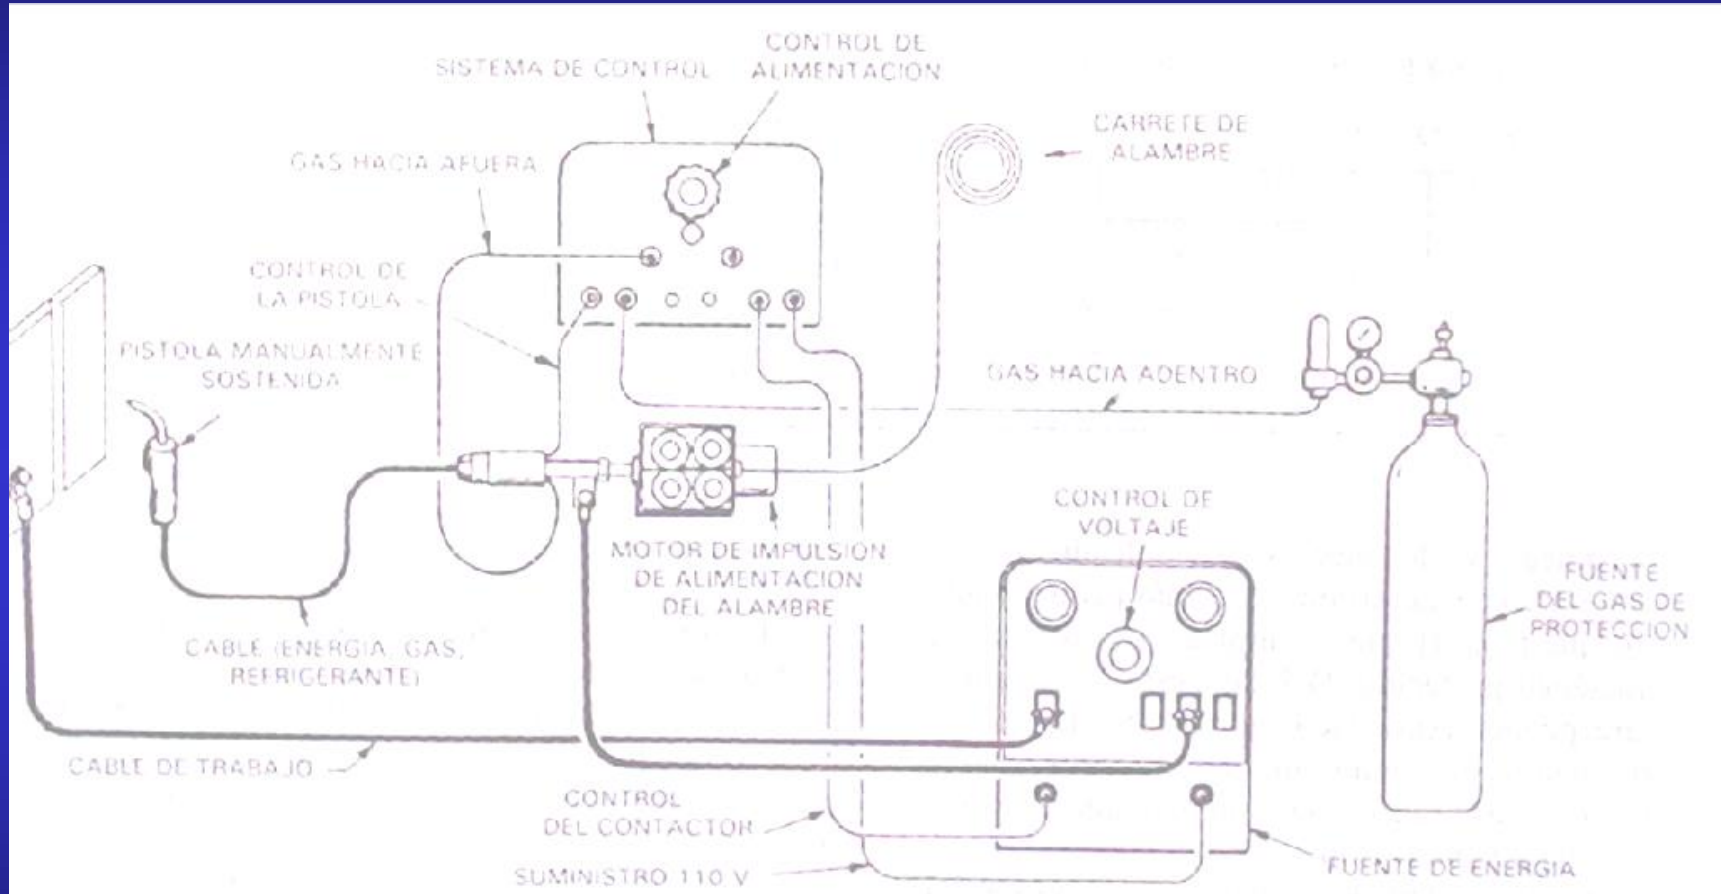 CONTROL DE
ALIMENTACION
SISTEMA DE CONTROL
CARRETE DE
ALAMBRE
GAS HACIA AFUERA
CONTROL DE
LA PISTOLA
PISTOLA MANUALMENTE
SOSTENIDA
GAS HACIA ADENTRO
CONTROL DE
VOLTAJE
MOTOR DE IMPULSION
DE ALIMENTACION
DEL ALAMBRE
FUENTE
DEL GAS DE
PROTECCION
CABLE (ENERGIA, GAS,
REFRIGERANTE)
CABLE DE TRABAJO
CONTROL
DEL CONTACTOR
SUMINISTRO 110 V
FUENTE DE ENERGIA